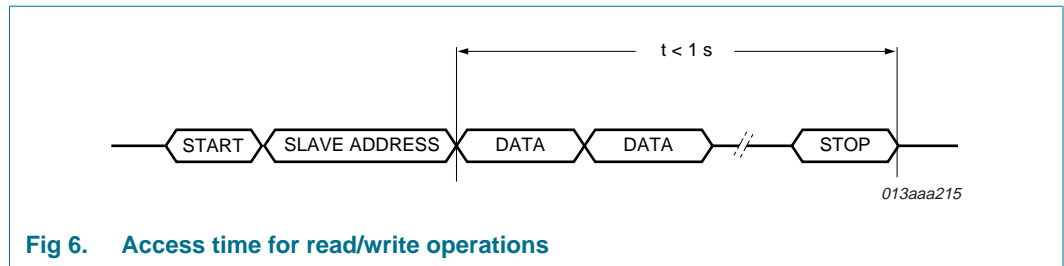 t < 1 s
START SLAVE ADDRESS DATA DATA STOP
013aaa215
Fig 6. Access time for read/write operations